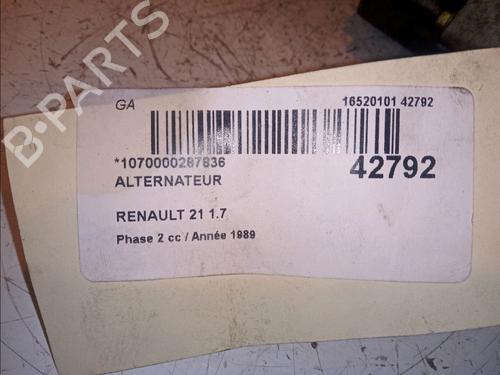 GA
16520101 42792
*1070000287836
42792
ALTERNATEUR
RENAULT 21 1.7
Phase 2 cc / Année 1989
B-PARTS